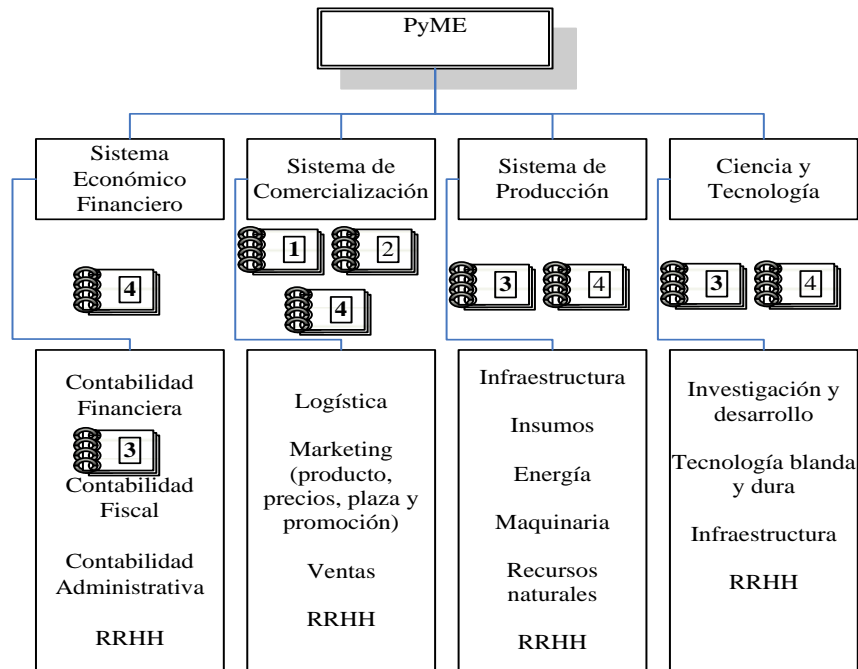 PyME
Sistema
Económico
Financiero
Sistema de
Comercialización
Sistema de
Producción
Ciencia y
Tecnología
4
1
2
4
3
4
3
4
Contabilidad
Financiera
3
Contabilidad
Fiscal
Contabilidad
Administrativa
RRHH
Logística
Marketing
(producto,
precios, plaza y
promoción)
Ventas
RRHH
Infraestructura
Insumos
Energía
Maquinaria
Recursos
naturales
RRHH
Investigación y
desarrollo
Tecnología blanda
y dura
Infraestructura
RRHH